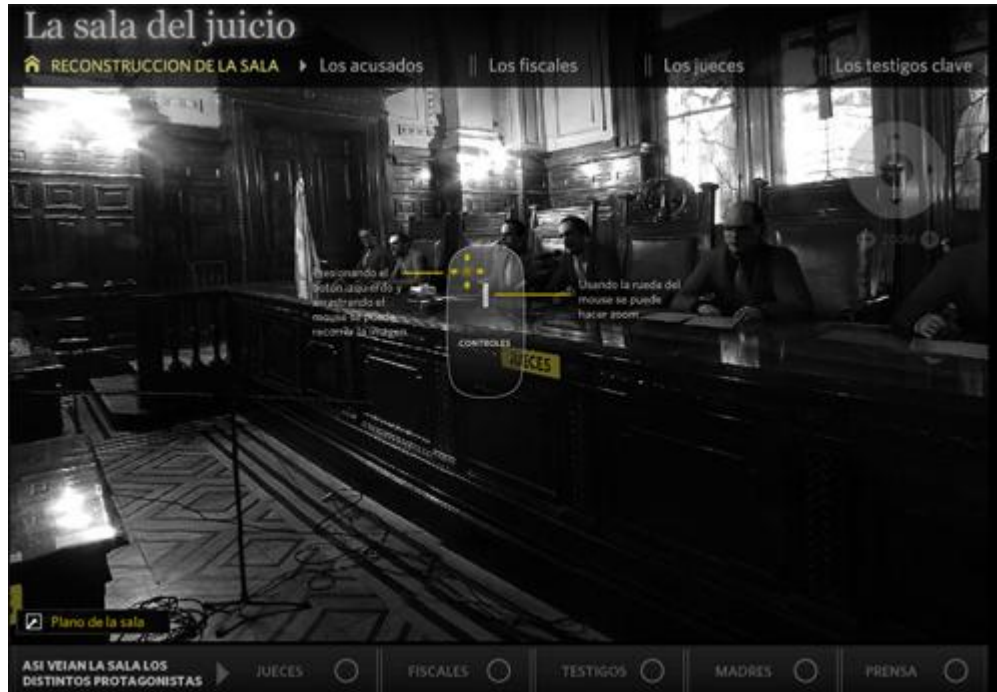 La sala del juicio
RECONSTRUCCION DE LA SALA
Los acusados
Los fiscales
Los jueces
Los testigos clave
ZOOM
Presionando el
botón izquierdo y
arrastrando el
mouse se puede
recorrer la imagen
Usando la rueda del
mouse se puede
hacer zoom
CONTROLES
JUECES
Plano de la sala
ASI VEIAN LA SALA LOS
DISTINTOS PROTAGONISTAS
JUECES
FISCALES
TESTIGOS
MADRES
PRENSA